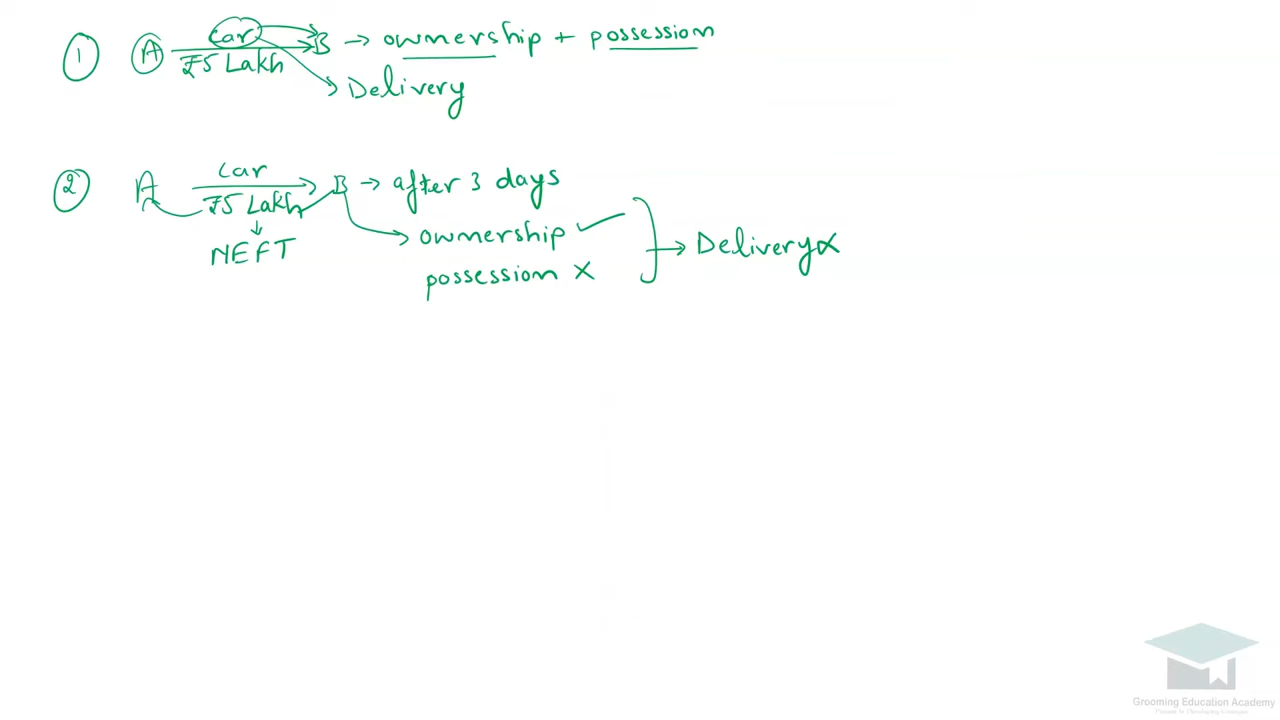 1 A car B → ownership + possession
₹5 Lakh
Delivery
2 A car B → after 3 days
₹5 Lakh
ownership ✓
NEFT
possession ×
→ Delivery ×
Grooming Education Academy